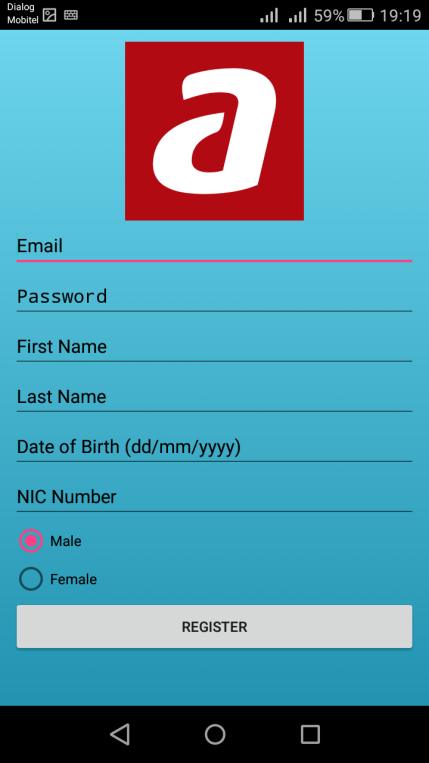 Dialog
Mobitel
59% 19:19
a
Email
Password
First Name
Last Name
Date of Birth (dd/mm/yyyy)
NIC Number
Male
Female
REGISTER